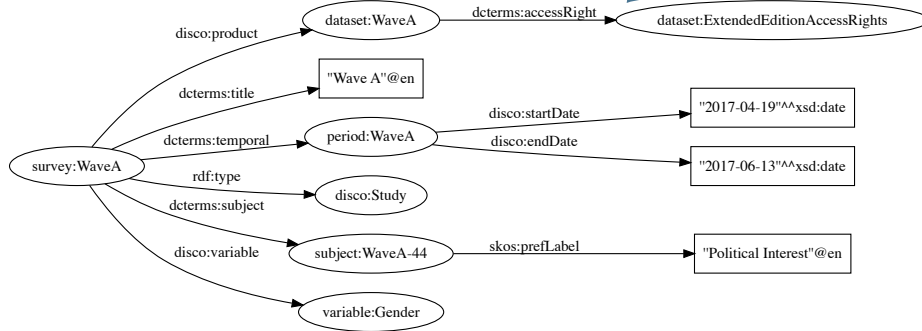 dataset:WaveA
dcterms:accessRight
dataset:ExtendedEditionAccessRights
disco:product
dcterms:title
"Wave A"@en
dcterms:temporal
period:WaveA
disco:startDate
"2017-04-19"^^xsd:date
disco:endDate
"2017-06-13"^^xsd:date
survey:WaveA
rdf:type
disco:Study
dcterms:subject
subject:WaveA-44
skos:prefLabel
"Political Interest"@en
disco:variable
variable:Gender